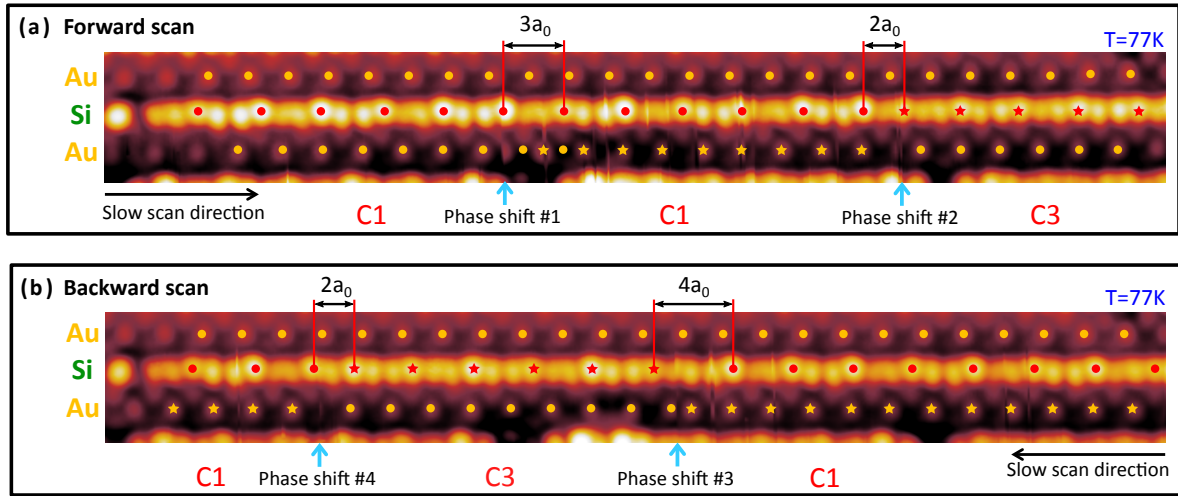 (a) Forward scan
3a₀
2a₀
T=77K
Au
Si
Au
Slow scan direction
C1
Phase shift #1
C1
Phase shift #2
C3
(b) Backward scan
2a₀
4a₀
T=77K
Au
Si
Au
C1
Phase shift #4
C3
Phase shift #3
C1
Slow scan direction